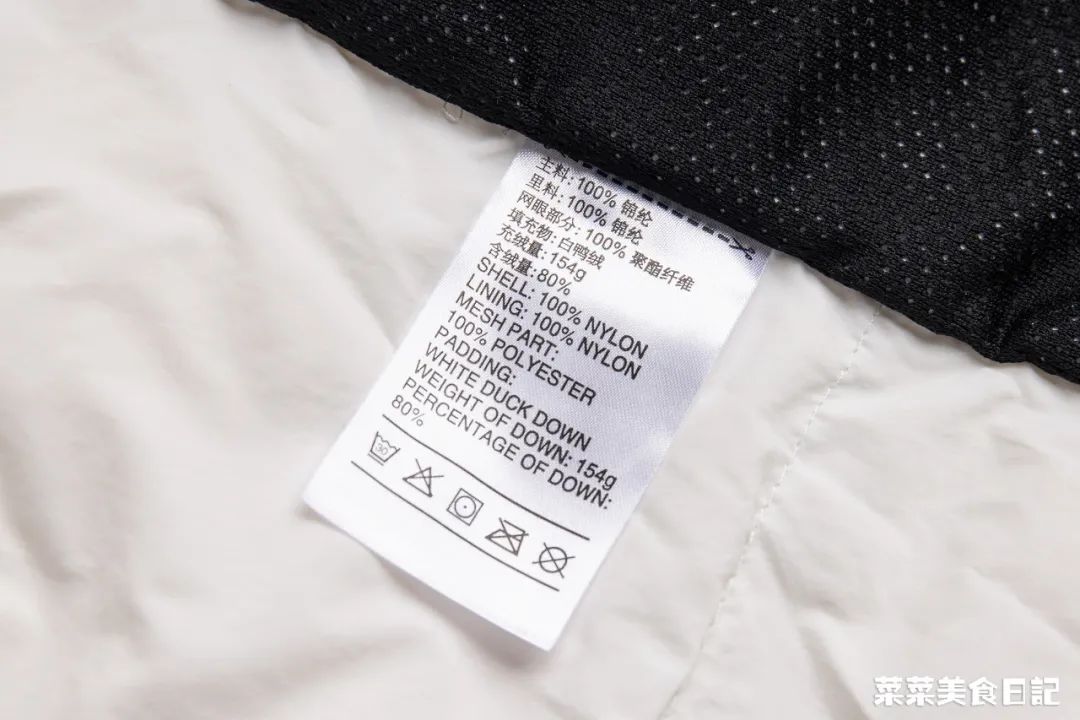 主料: 100% 锦纶
里料: 100% 锦纶
网眼部分: 100% 聚酯纤维
填充物: 白鸭绒
充绒量: 154g
含绒量: 80%
SHELL: 100% NYLON
LINING: 100% NYLON
MESH PART:
100% POLYESTER
PADDING:
WHITE DUCK DOWN
WEIGHT OF DOWN: 154g
PERCENTAGE OF DOWN:
80%
30
菜菜美食日記